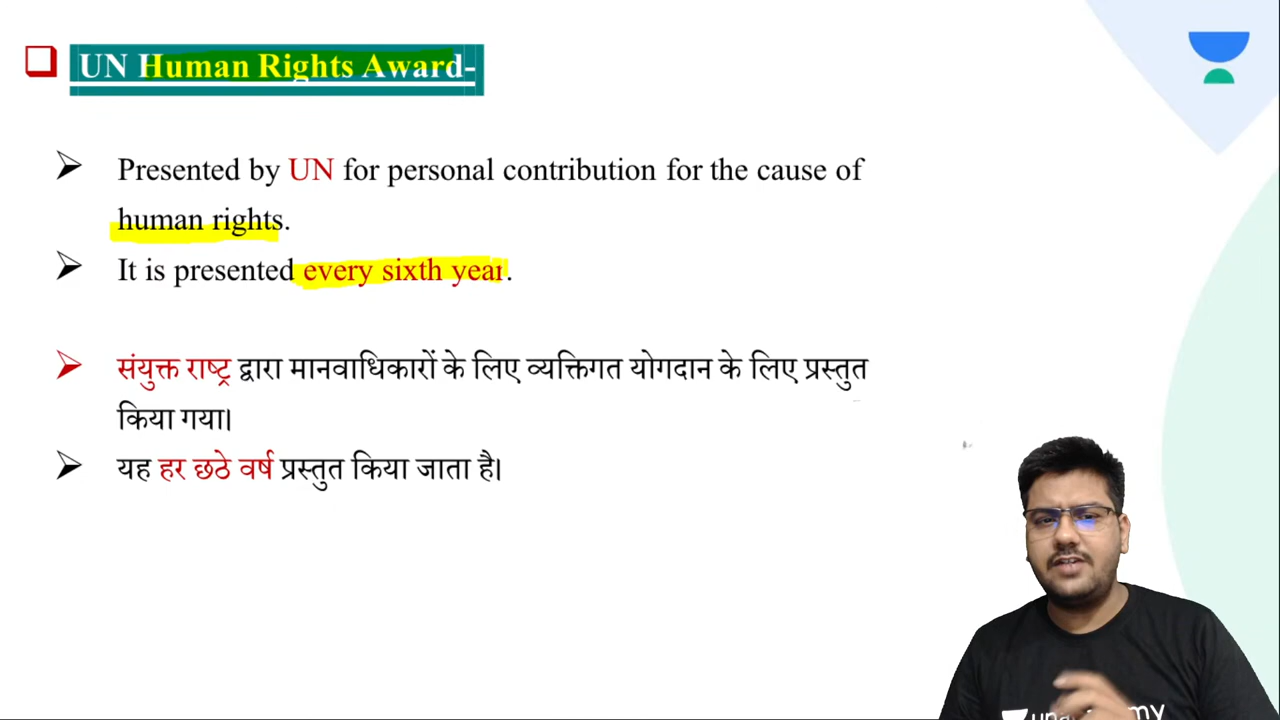 UN Human Rights Award-
Presented by UN for personal contribution for the cause of
human rights.
It is presented every sixth year.
संयुक्त राष्ट्र द्वारा मानवाधिकारों के लिए व्यक्तिगत योगदान के लिए प्रस्तुत
किया गया।
यह हर छठे वर्ष प्रस्तुत किया जाता है।